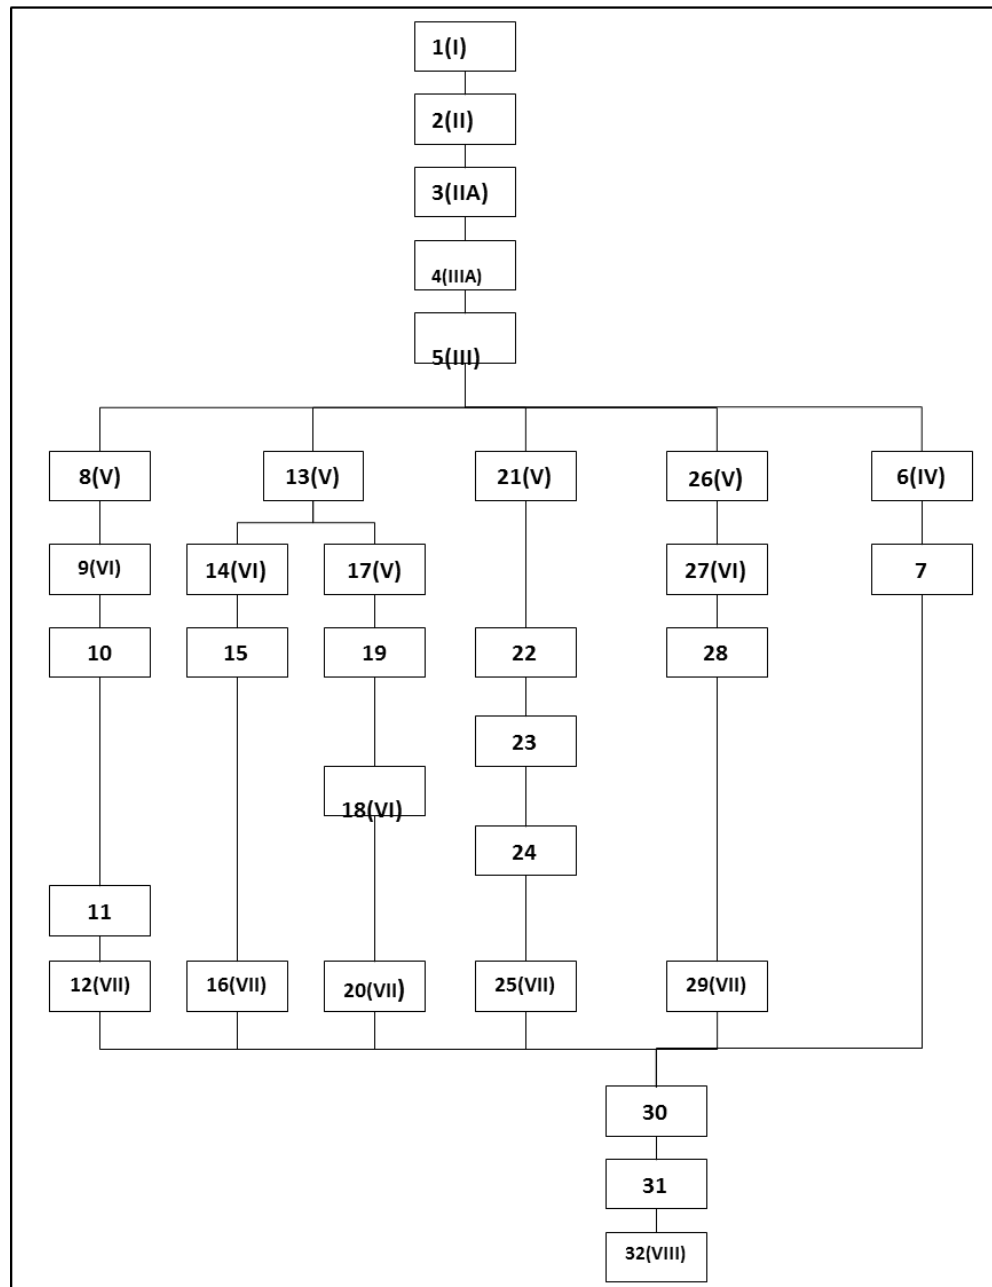 1(I)
2(II)
3(IIA)
4(IIIA)
5(III)
8(V)
13(V)
21(V)
26(V)
6(IV)
9(VI)
14(VI)
17(V)
27(VI)
7
10
15
19
22
28
23
18(VI)
24
11
12(VII)
16(VII)
20(VII)
25(VII)
29(VII)
30
31
32(VIII)